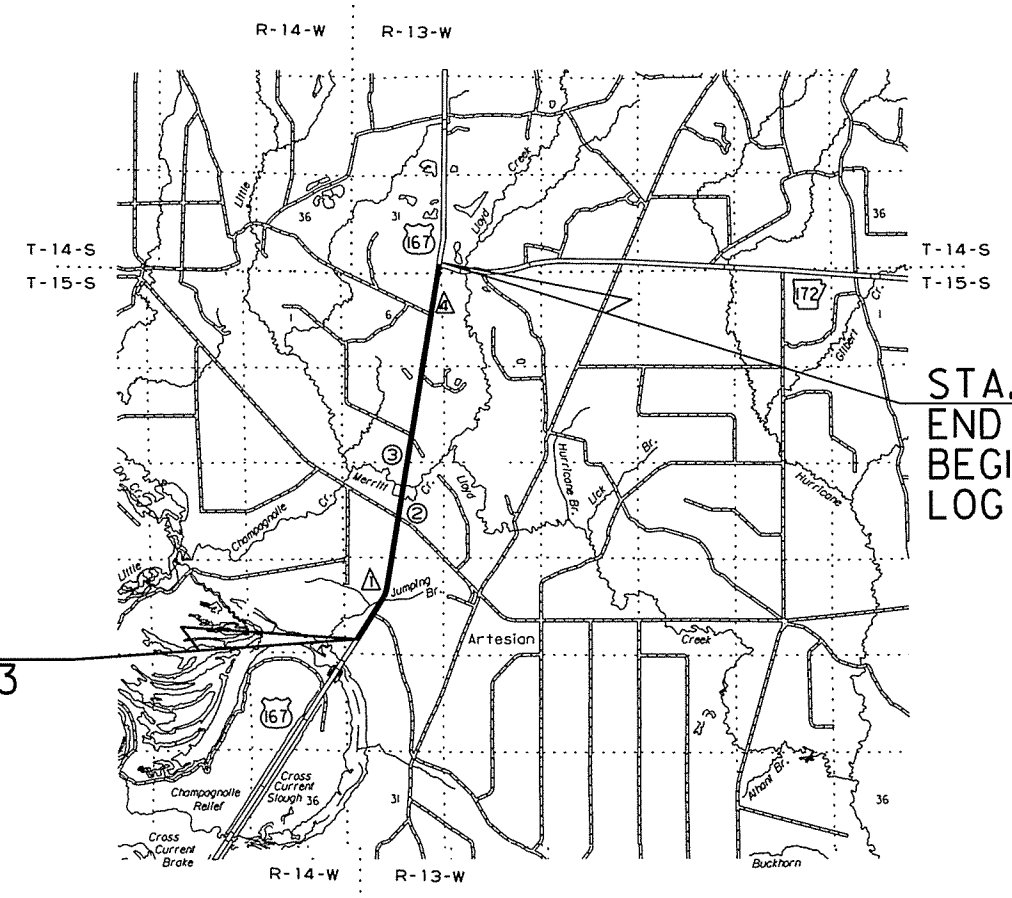 R-14-W R-13-W
Little
Creek
Lloyd
36 31 36
167
T-14-S T-14-S
T-15-S T-15-S
172
Cr.
4
1 6 1
Gilbert
STA.
END
BEGI
LOG
3
Br.
Merritt Cr. Lloyd Hurricane Br. Lick
Hurricane
Dry Cr.
Champagnolle Cr.
2
Little
1
Jumping
Br.
Artesian Creek
3
167
Cross
Current
Slough 36
Champagnolle
Relief
31 36
Cross
Current
Brake
Buckhorn
R-14-W R-13-W